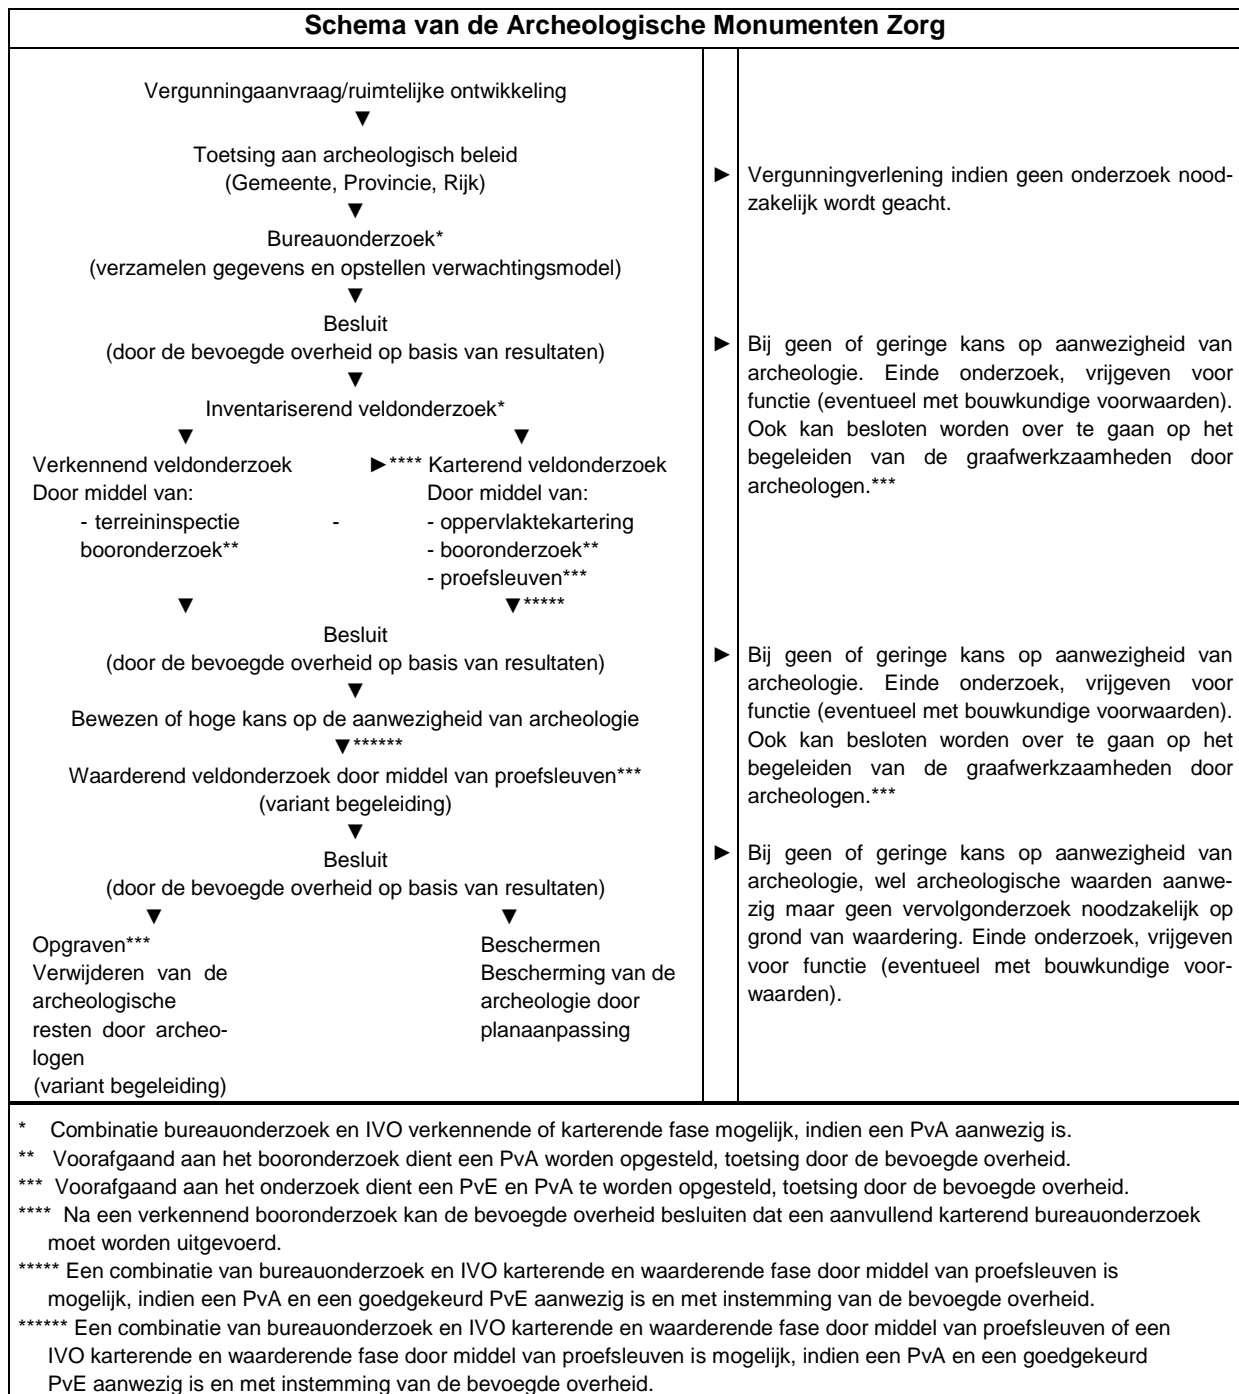 Schema van de Archeologische Monumenten Zorg
Vergunningaanvraag/ruimtelijke ontwikkeling
▼
Toetsing aan archeologisch beleid
(Gemeente, Provincie, Rijk)
▼
Bureauonderzoek*
(verzamelen gegevens en opstellen verwachtingsmodel)
▼
Besluit
(door de bevoegde overheid op basis van resultaten)
▼
Inventariserend veldonderzoek*
▼ ▼
Verkennend veldonderzoek ►**** Karterend veldonderzoek
Door middel van: Door middel van:
- terreininspectie - - oppervlaktekartering
booronderzoek** - booronderzoek**
- proefsleuven***
▼ ▼*****
Besluit
(door de bevoegde overheid op basis van resultaten)
▼
Bewezen of hoge kans op de aanwezigheid van archeologie
▼******
Waarderend veldonderzoek door middel van proefsleuven***
(variant begeleiding)
▼
Besluit
(door de bevoegde overheid op basis van resultaten)
▼ ▼
Opgraven***
Verwijderen van de
archeologische
resten door archeo-
logen
(variant begeleiding)
Beschermen
Bescherming van de
archeologie door
planaanpassing
► Vergunningverlening indien geen onderzoek nood-
zakelijk wordt geacht.
► Bij geen of geringe kans op aanwezigheid van
archeologie. Einde onderzoek, vrijgeven voor
functie (eventueel met bouwkundige voorwaarden).
Ook kan besloten worden over te gaan op het
begeleiden van de graafwerkzaamheden door
archeologen.***
► Bij geen of geringe kans op aanwezigheid van
archeologie. Einde onderzoek, vrijgeven voor
functie (eventueel met bouwkundige voorwaarden).
Ook kan besloten worden over te gaan op het
begeleiden van de graafwerkzaamheden door
archeologen.***
► Bij geen of geringe kans op aanwezigheid van
archeologie, wel archeologische waarden aanwe-
zig maar geen vervolgonderzoek noodzakelijk op
grond van waardering. Einde onderzoek, vrijgeven
voor functie (eventueel met bouwkundige voor-
waarden).
* Combinatie bureauonderzoek en IVO verkennende of karterende fase mogelijk, indien een PvA aanwezig is.
** Voorafgaand aan het booronderzoek dient een PvA worden opgesteld, toetsing door de bevoegde overheid.
*** Voorafgaand aan het onderzoek dient een PvE en PvA te worden opgesteld, toetsing door de bevoegde overheid.
**** Na een verkennend booronderzoek kan de bevoegde overheid besluiten dat een aanvullend karterend bureauonderzoek
moet worden uitgevoerd.
***** Een combinatie van bureauonderzoek en IVO karterende en waarderende fase door middel van proefsleuven is
mogelijk, indien een PvA en een goedgekeurd PvE aanwezig is en met instemming van de bevoegde overheid.
****** Een combinatie van bureauonderzoek en IVO karterende en waarderende fase door middel van proefsleuven of een
IVO karterende en waarderende fase door middel van proefsleuven is mogelijk, indien een PvA en een goedgekeurd
PvE aanwezig is en met instemming van de bevoegde overheid.